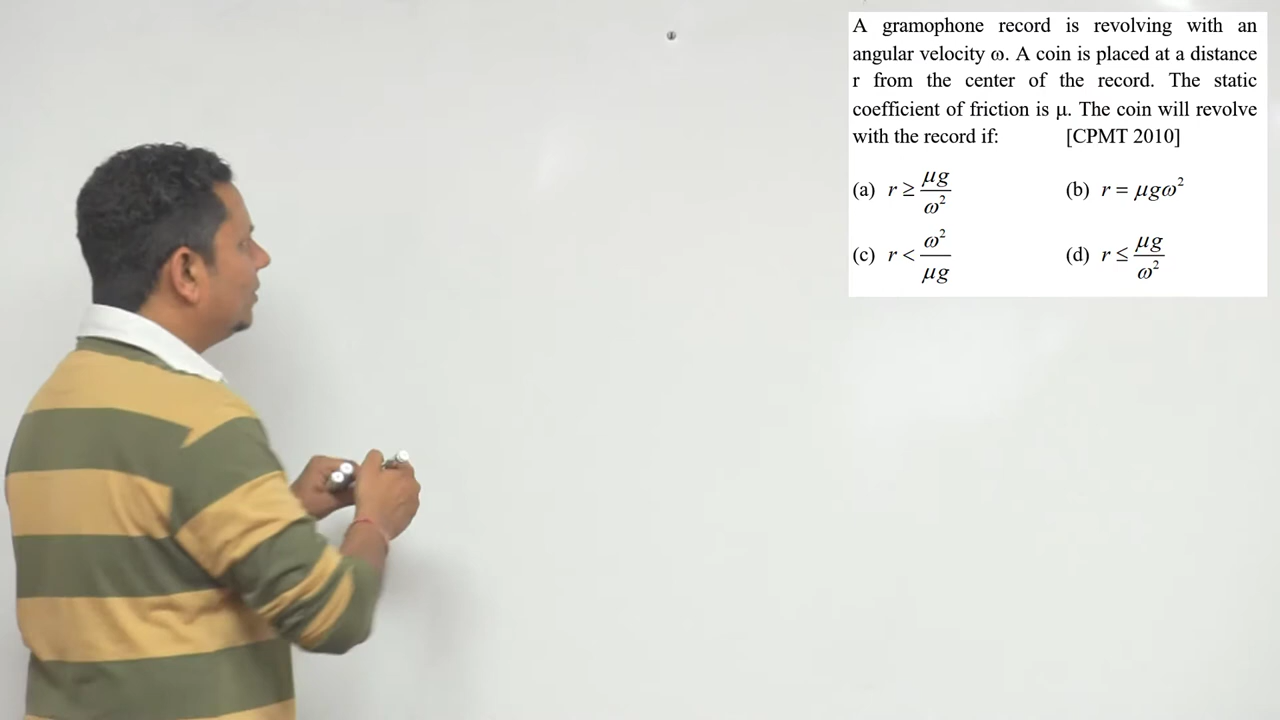 A gramophone record is revolving with an
angular velocity ω. A coin is placed at a distance
r from the center of the record. The static
coefficient of friction is μ. The coin will revolve
with the record if: [CPMT 2010]
(a) r ≥ μg/ω² (b) r = μgω²
(c) r < ω²/μg (d) r ≤ μg/ω²